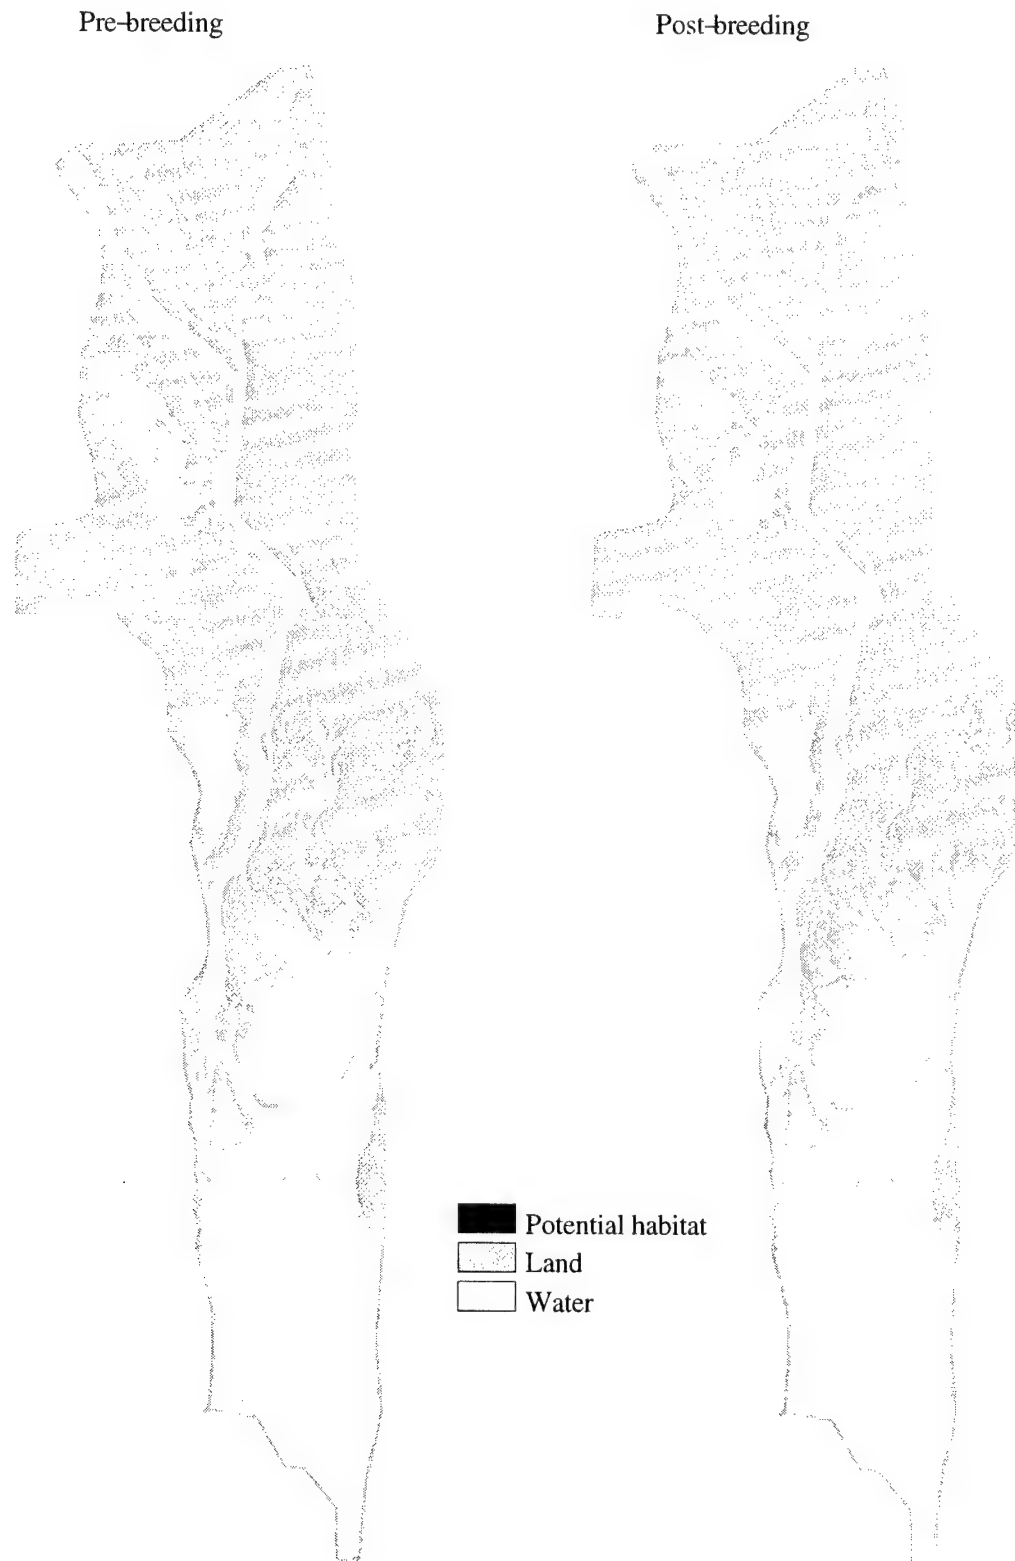 Pre-breeding
Post-breeding
Potential habitat
Land
Water